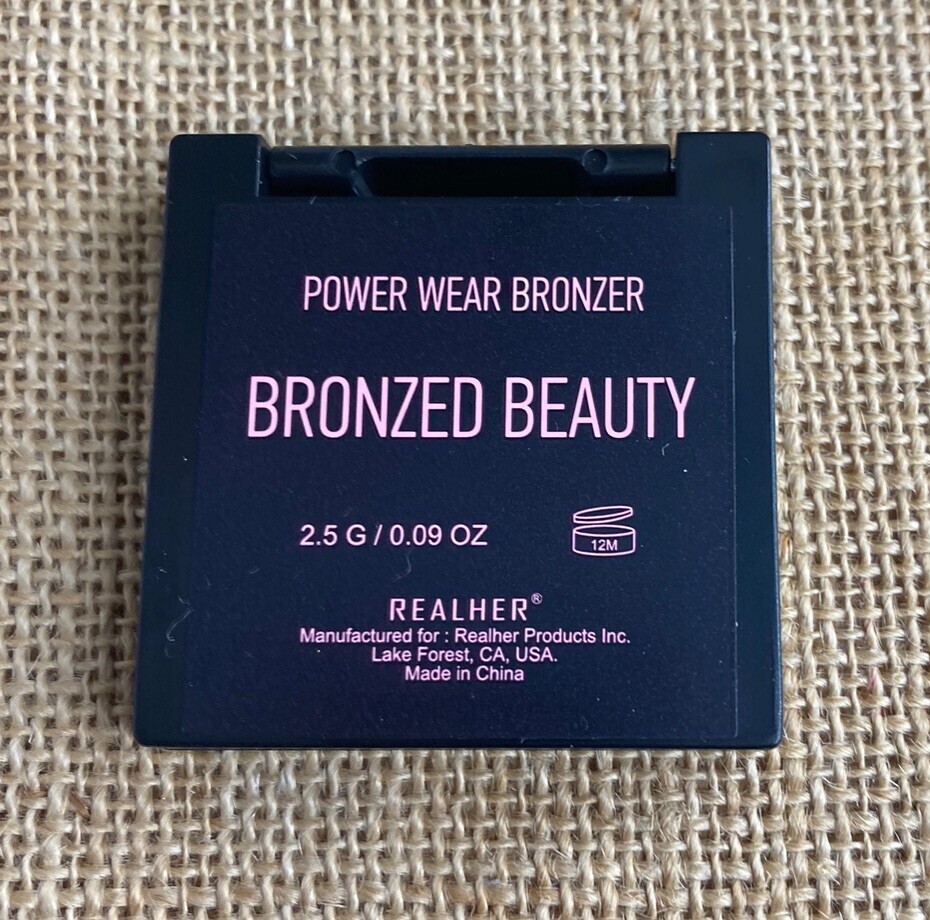 POWER WEAR BRONZER
BRONZED BEAUTY
2.5 G / 0.09 OZ
12M
REALHER®
Manufactured for : Realher Products Inc.
Lake Forest, CA, USA.
Made in China